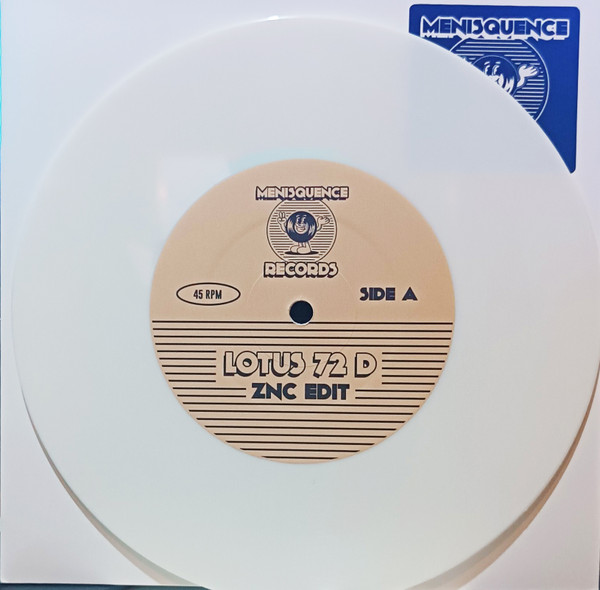 MENISQUENCE
MENISQUENCE
RECORDS
45 RPM
SIDE A
LOTUS 72 D
ZNC EDIT